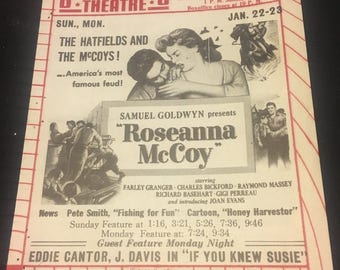 THEATRE
SUN., MON.
JAN. 22-23
THE HATFIELDS AND
THE McCOYS!
...America's most
famous feud!
SAMUEL GOLDWYN presents
"Roseanna
McCoy"
starring
FARLEY GRANGER · CHARLES BICKFORD · RAYMOND MASSEY
RICHARD BASEHART · GIGI PERREAU
and introducing JOAN EVANS
News Pete Smith, "Fishing for Fun" Cartoon, "Honey Harvestor"
Sunday Feature at 1:16, 3:21, 5:26, 7:36, 9:46
Monday Feature at: 7:24, 9:34
Guest Feature Monday Night
EDDIE CANTOR, J. DAVIS IN "IF YOU KNEW SUSIE"